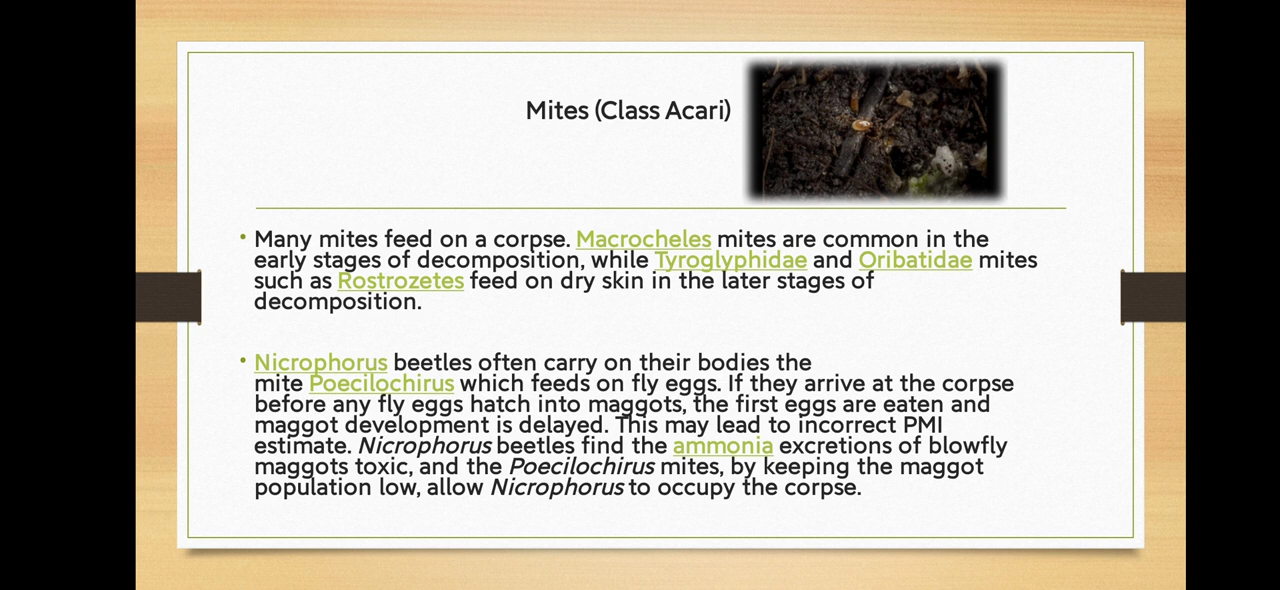 Mites (Class Acari)
• Many mites feed on a corpse. Macrocheles mites are common in the
early stages of decomposition, while Tyroglyphidae and Oribatidae mites
such as Rostrozetes feed on dry skin in the later stages of
decomposition.
• Nicrophorus beetles often carry on their bodies the
mite Poecilochirus which feeds on fly eggs. If they arrive at the corpse
before any fly eggs hatch into maggots, the first eggs are eaten and
maggot development is delayed. This may lead to incorrect PMI
estimate. Nicrophorus beetles find the ammonia excretions of blowfly
maggots toxic, and the Poecilochirus mites, by keeping the maggot
population low, allow Nicrophorus to occupy the corpse.